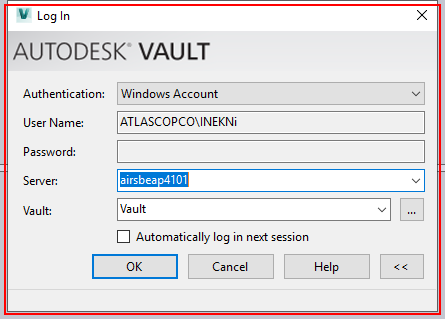 Log In
AUTODESK® VAULT
Authentication: Windows Account
User Name: ATLASCOPCO\INEKNi
Password:
Server: airsbeap4101
Vault: Vault ...
Automatically log in next session
OK Cancel Help <<